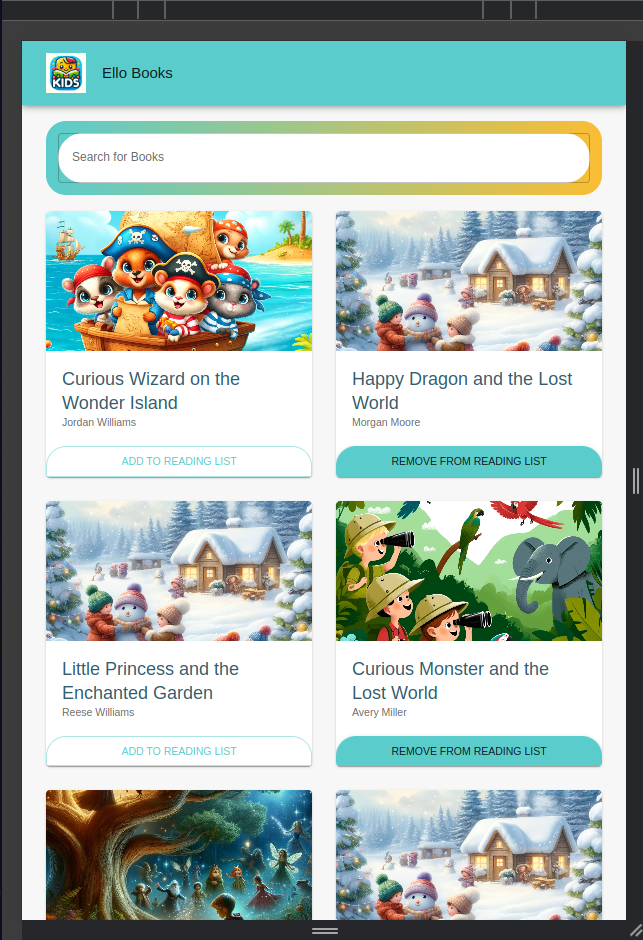 KIDS
Ello Books
Search for Books
Curious Wizard on the
Wonder Island
Jordan Williams
ADD TO READING LIST
Happy Dragon and the Lost
World
Morgan Moore
REMOVE FROM READING LIST
Little Princess and the
Enchanted Garden
Reese Williams
ADD TO READING LIST
Curious Monster and the
Lost World
Avery Miller
REMOVE FROM READING LIST